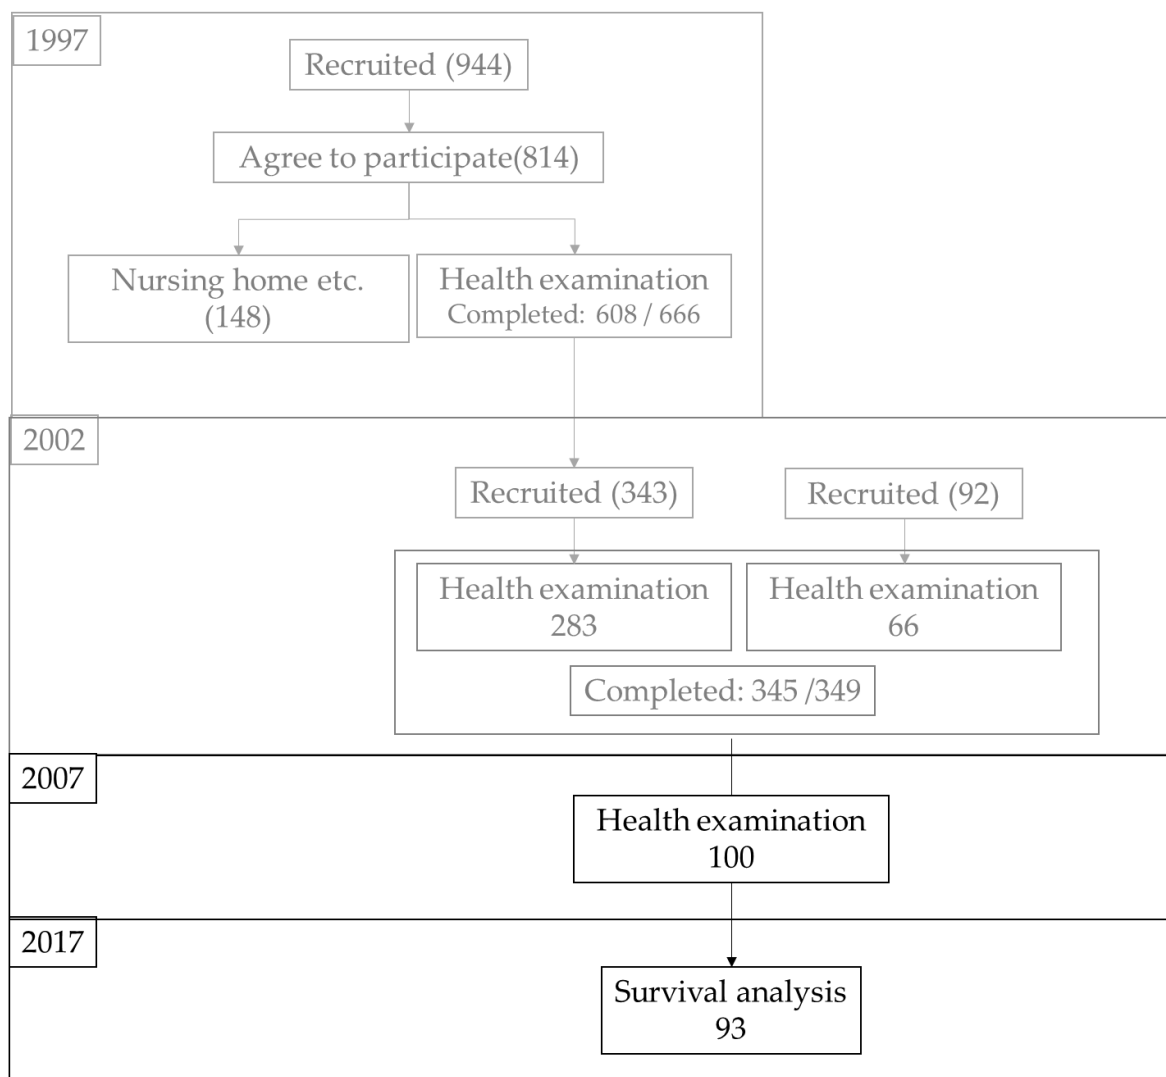 1997
Recruited (944)
Agree to participate(814)
Nursing home etc.
(148)
Health examination
Completed: 608 / 666
2002
Recruited (343)
Recruited (92)
Health examination
283
Health examination
66
Completed: 345 /349
2007
Health examination
100
2017
Survival analysis
93